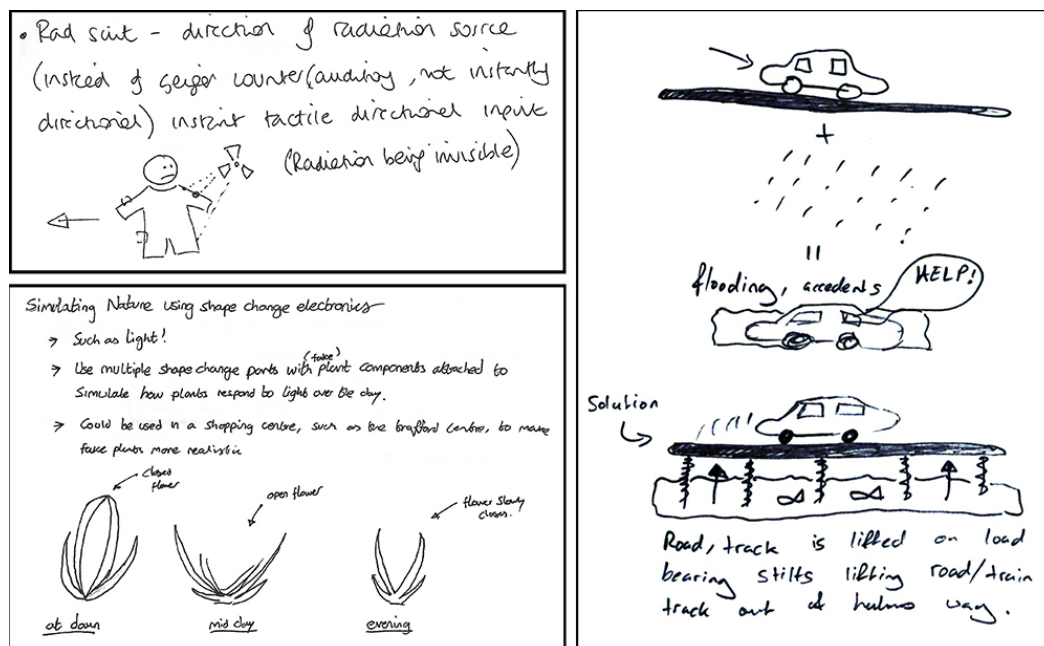 • Rad suit - direction of radiation source
(instead of geiger counter (auditory, not instantly
directional) instant tactile directional input
(Radiation being invisible)
Simulating Nature using shape change electronics
→ Such as Light!
→ Use multiple shape change parts with (fake) plant components attached to
Simulate how plants respond to light over the day.
→ Could be used in a shopping centre, such as the trafford centre, to make
fake plants more realistic
closed
flower
open flower
flower slowly
closes.
at dawn
mid day
evening
+
=
flooding, accedents
HELP!
Solution
Road, track is lifted on load
bearing stilts lifting road/train
track out of way.